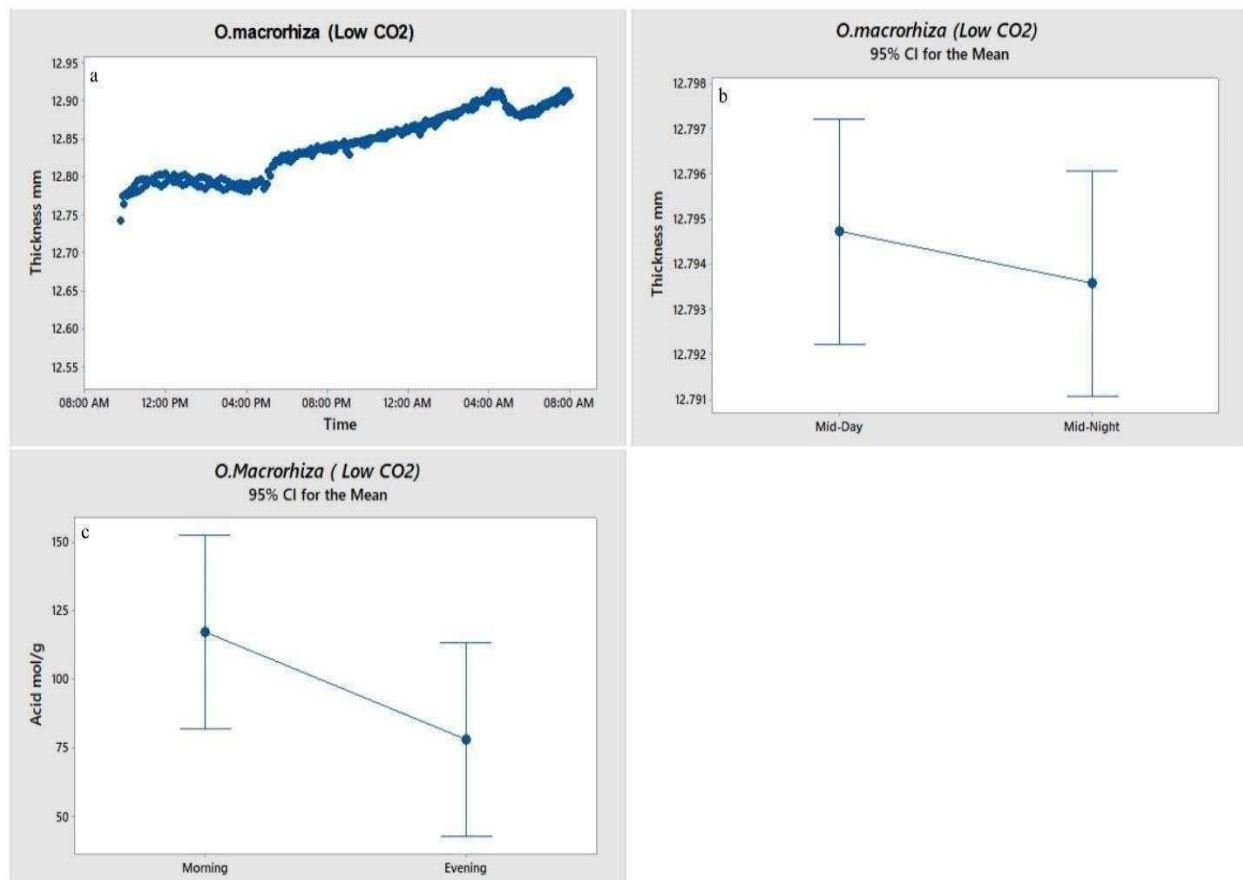 O.macrorhiza (Low CO2)
a
12.95
12.90
12.85
12.80
12.75
12.70
12.65
12.60
12.55
Thickness mm
08:00 AM 12:00 PM 04:00 PM 08:00 PM 12:00 AM 04:00 AM 08:00 AM
Time
O.macrorhiza (Low CO2)
95% CI for the Mean
b
12.798
12.797
12.796
12.795
12.794
12.793
12.792
12.791
Thickness mm
Mid-Day Mid-Night
O.Macrorhiza ( Low CO2)
95% CI for the Mean
c
150
125
100
75
50
Acid mol/g
Morning Evening